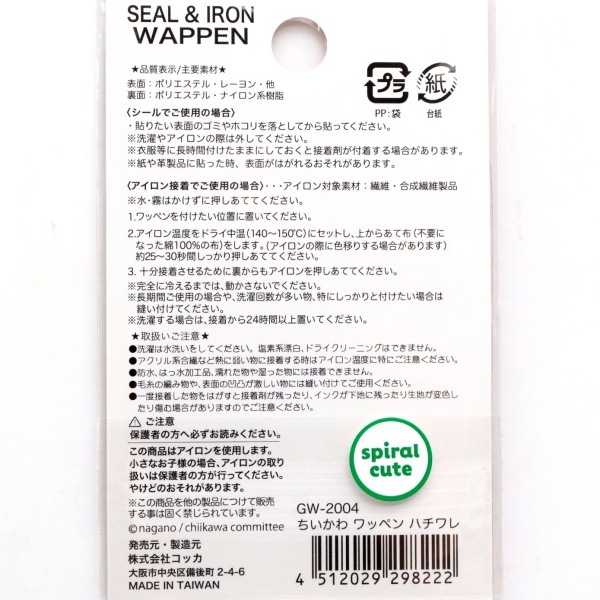 SEAL & IRON
WAPPEN
★品質表示/主要素材★
表面：ポリエステル・レーヨン・他
裏面：ポリエステル・ナイロン系樹脂
プラ
PP：袋
紙
台紙
〈シールでご使用の場合〉
・貼りたい表面のゴミやホコリを落としてから貼ってください。
※洗濯やアイロンの際は外してください。
※衣服等に長時間付けたままにしておくと接着剤が付着する場合があります。
※紙や革製品に貼った時、表面がはがれるおそれがあります。
〈アイロン接着でご使用の場合〉・・・アイロン対象素材：繊維・合成繊維製品
※水・霧はかけずに押しあててください。
1.ワッペンを付けたい位置に置いてください。
2.アイロン温度をドライ中温(140〜150℃)にセットし、上からあて布(不要に
なった綿100％の布)をします。(アイロンの際に色移りする場合があります)
約25〜30秒間しっかり押しあててください。
3. 十分接着させるために裏からもアイロンを押しあててください。
※完全に冷えるまでは、動かさないでください。
※長期間ご使用の場合や、洗濯回数が多い物、特にしっかりと付けたい場合は
縫い付けてください。
※洗濯する場合は、接着から24時間以上置いてください。
★取扱いご注意★
●洗濯は水洗いをしてください。塩素系漂白、ドライクリーニングはできません。
●アクリル系合繊など熱に弱い物に接着する時はアイロン温度に特にご注意ください。
●防水、はっ水加工品、濡れた物や湿った物には接着できません。
●毛糸の編み物や、表面の凹凸が激しい物には縫い付けてご使用ください。
●一度接着した物をはがすと接着剤が残ったり、インクが下地に残ったり生地が変色し
たり傷む場合がありますのでご注意ください。
⚠ご注意
保護者の方へ必ずお読みください。
この商品はアイロンを使用します。
小さなお子様の場合、アイロンの取り
扱いは保護者の方が行ってください。
やけどのおそれがあります。
※この商品を他の製品につけて販売
する事は固く禁じられています。
©nagano / chiikawa committee
発売元・製造元
株式会社コッカ
大阪市中央区備後町 2-4-6
MADE IN TAIWAN
spiral
cute
GW-2004
ちいかわ ワッペン ハチワレ
4 512029 298222